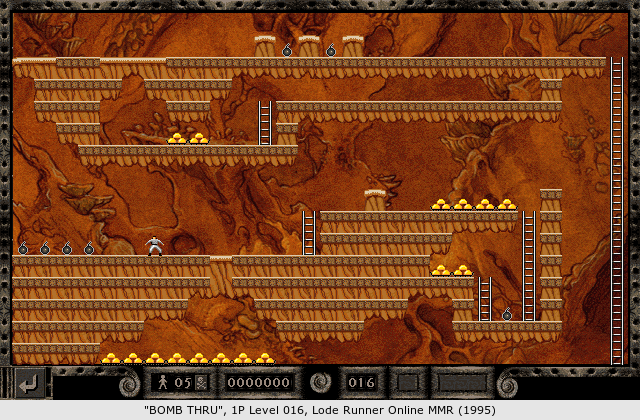 05
0000000
016
"BOMB THRU", 1P Level 016, Lode Runner Online MMR (1995)